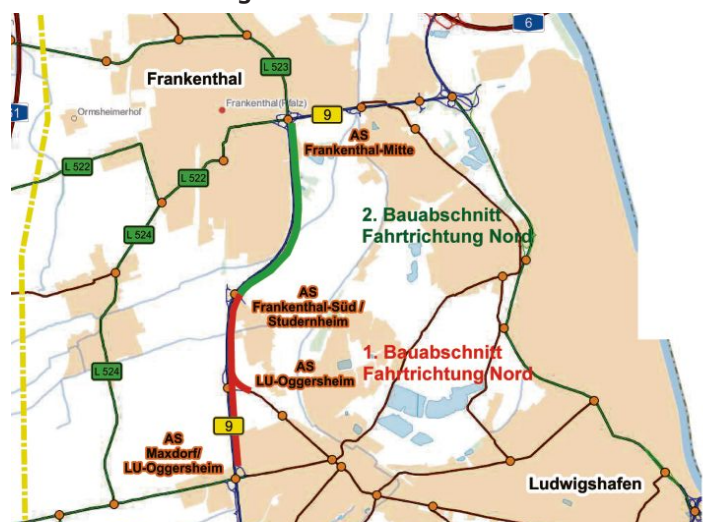 g
6
Frankenthal
L 523
Frankenthal(Pfalz)
Ormsheimerhof
9
AS
Frankenthal-Mitte
L 522
L 522
2. Bauabschnitt
Fahrtrichtung Nord
L 524
AS
Frankenthal-Süd /
Studernheim
1. Bauabschnitt
Fahrtrichtung Nord
AS
LU-Oggersheim
L 524
9
AS
Maxdorf/
LU-Oggersheim
Ludwigshafen